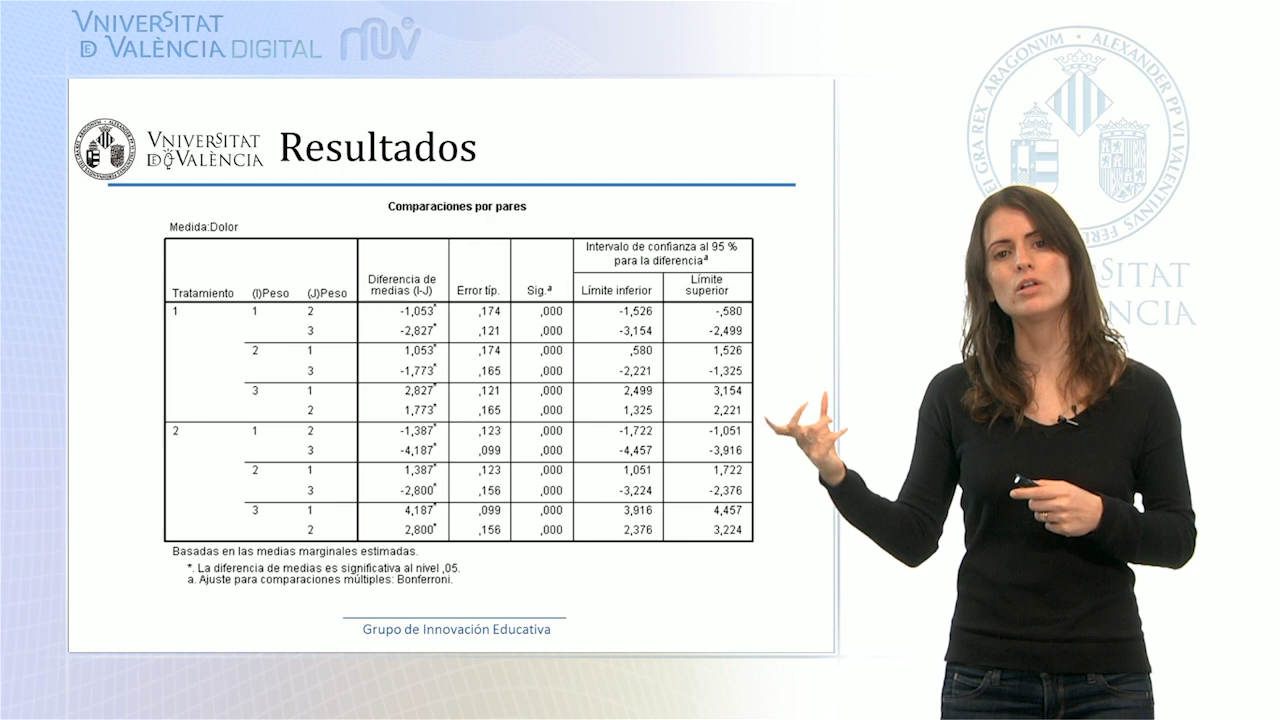 VNIVERSITAT
DE VALÈNCIA DIGITAL
VNIVERSITAT
DE VALÈNCIA
Resultados
Comparaciones por pares
Medida:Dolor
Tratamiento (I)Peso (J)Peso Diferencia de medias (I-J) Error típ. Sig.a Intervalo de confianza al 95 % para la diferenciaa
Límite inferior Límite superior
1 1 2 -1,053* ,174 ,000 -1,526 -,580
3 -2,827* ,121 ,000 -3,154 -2,499
2 1 1,053* ,174 ,000 ,580 1,526
3 -1,773* ,165 ,000 -2,221 -1,325
3 1 2,827* ,121 ,000 2,499 3,154
2 1,773* ,165 ,000 1,325 2,221
2 1 2 -1,387* ,123 ,000 -1,722 -1,051
3 -4,187* ,099 ,000 -4,457 -3,916
2 1 1,387* ,123 ,000 1,051 1,722
3 -2,800* ,156 ,000 -3,224 -2,376
3 1 4,187* ,099 ,000 3,916 4,457
2 2,800* ,156 ,000 2,376 3,224
Basadas en las medias marginales estimadas.
*. La diferencia de medias es significativa al nivel ,05.
a. Ajuste para comparaciones múltiples: Bonferroni.
Grupo de Innovación Educativa
GRA REX ARAGONVM ALEXANDER PP VI VALENTINVS
SITAT
NCIA